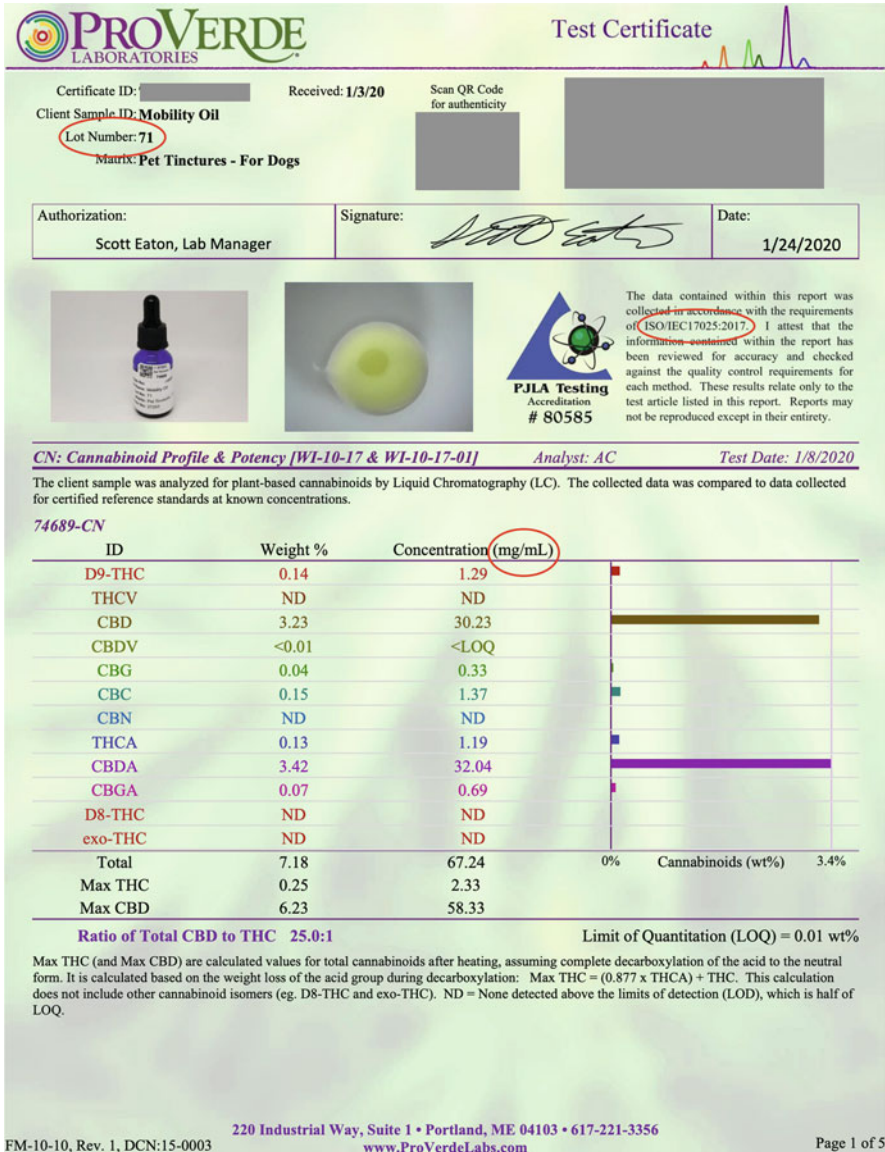 PROVERDE
LABORATORIES
Test Certificate
Certificate ID:
Received: 1/3/20
Scan QR Code
for authenticity
Client Sample ID: Mobility Oil
Lot Number: 71
Matrix: Pet Tinctures - For Dogs
Authorization:
Scott Eaton, Lab Manager
Signature:
Date:
1/24/2020
PJLA Testing
Accreditation
# 80585
The data contained within this report was
collected in accordance with the requirements
of ISO/IEC17025:2017. I attest that the
information contained within the report has
been reviewed for accuracy and checked
against the quality control requirements for
each method. These results relate only to the
test article listed in this report. Reports may
not be reproduced except in their entirety.
CN: Cannabinoid Profile & Potency [WI-10-17 & WI-10-17-01] Analyst: AC Test Date: 1/8/2020
The client sample was analyzed for plant-based cannabinoids by Liquid Chromatography (LC). The collected data was compared to data collected
for certified reference standards at known concentrations.
74689-CN
ID Weight % Concentration (mg/mL)
D9-THC 0.14 1.29
THCV ND ND
CBD 3.23 30.23
CBDV <0.01 <LOQ
CBG 0.04 0.33
CBC 0.15 1.37
CBN ND ND
THCA 0.13 1.19
CBDA 3.42 32.04
CBGA 0.07 0.69
D8-THC ND ND
exo-THC ND ND
Total 7.18 67.24 0% Cannabinoids (wt%) 3.4%
Max THC 0.25 2.33
Max CBD 6.23 58.33
Ratio of Total CBD to THC 25.0:1 Limit of Quantitation (LOQ) = 0.01 wt%
Max THC (and Max CBD) are calculated values for total cannabinoids after heating, assuming complete decarboxylation of the acid to the neutral
form. It is calculated based on the weight loss of the acid group during decarboxylation: Max THC = (0.877 x THCA) + THC. This calculation
does not include other cannabinoid isomers (eg. D8-THC and exo-THC). ND = None detected above the limits of detection (LOD), which is half of
LOQ.
220 Industrial Way, Suite 1 • Portland, ME 04103 • 617-221-3356
FM-10-10, Rev. 1, DCN:15-0003 www.ProVerdeLabs.com Page 1 of 5